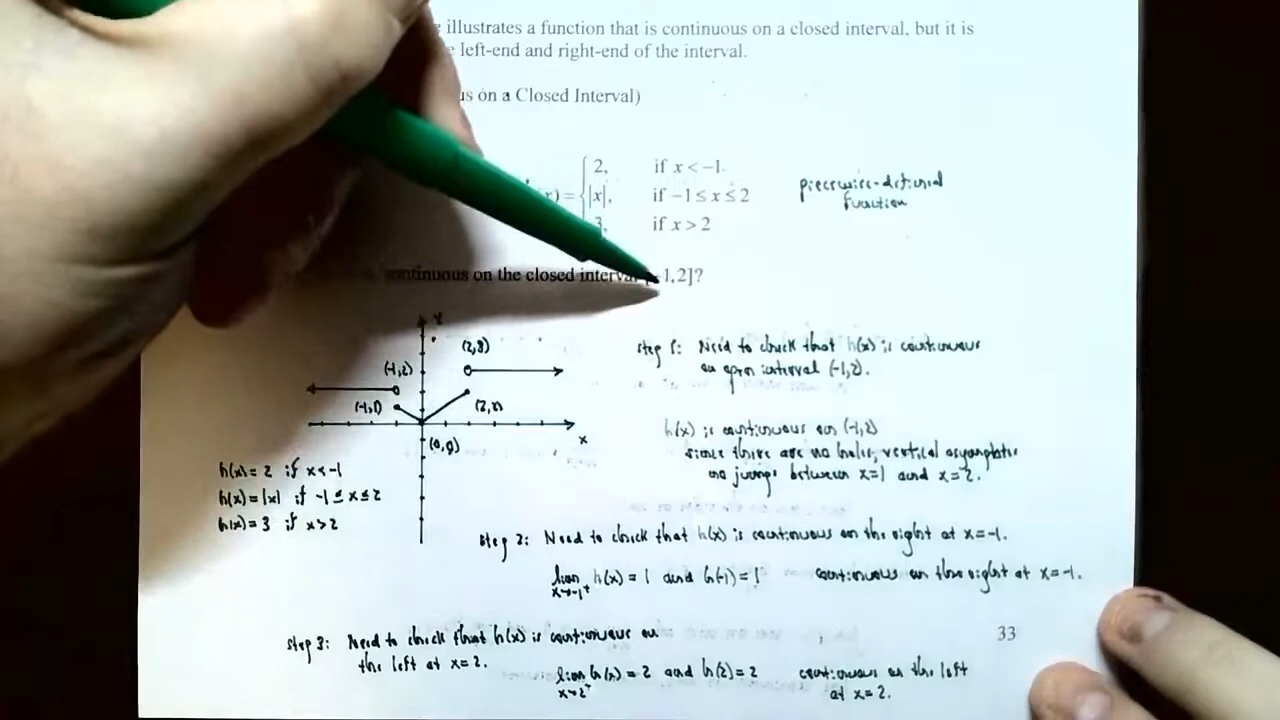 illustrates a function that is continuous on a closed interval, but it is
left-end and right-end of the interval.
on a Closed Interval)
2, if x < -1.
) = { |x|, if -1 ≤ x ≤ 2
3, if x > 2
piecewise-defined
function
continuous on the closed interval 1,2]?
y
(2,3)
(-1,2)
(-1,1)
(2,2)
x
(0,0)
h(x) = 2 if x < -1
h(x) = |x| if -1 ≤ x ≤ 2
h(x) = 3 if x > 2
Step 1: Need to check that h(x) is continuous
on open interval (-1,2).
h(x) is continuous on (-1,2)
since there are no holes, vertical asymptotes
no jumps between x=1 and x=2.
Step 2: Need to check that h(x) is continuous on the right at x=-1.
lim x→-1⁺ h(x) = 1 and h(-1) = 1 continuous on the right at x=-1.
Step 3: Need to check that h(x) is continuous on
the left at x=2.
lim x→2⁻ h(x) = 2 and h(2) = 2 continuous on the left
at x=2.
33